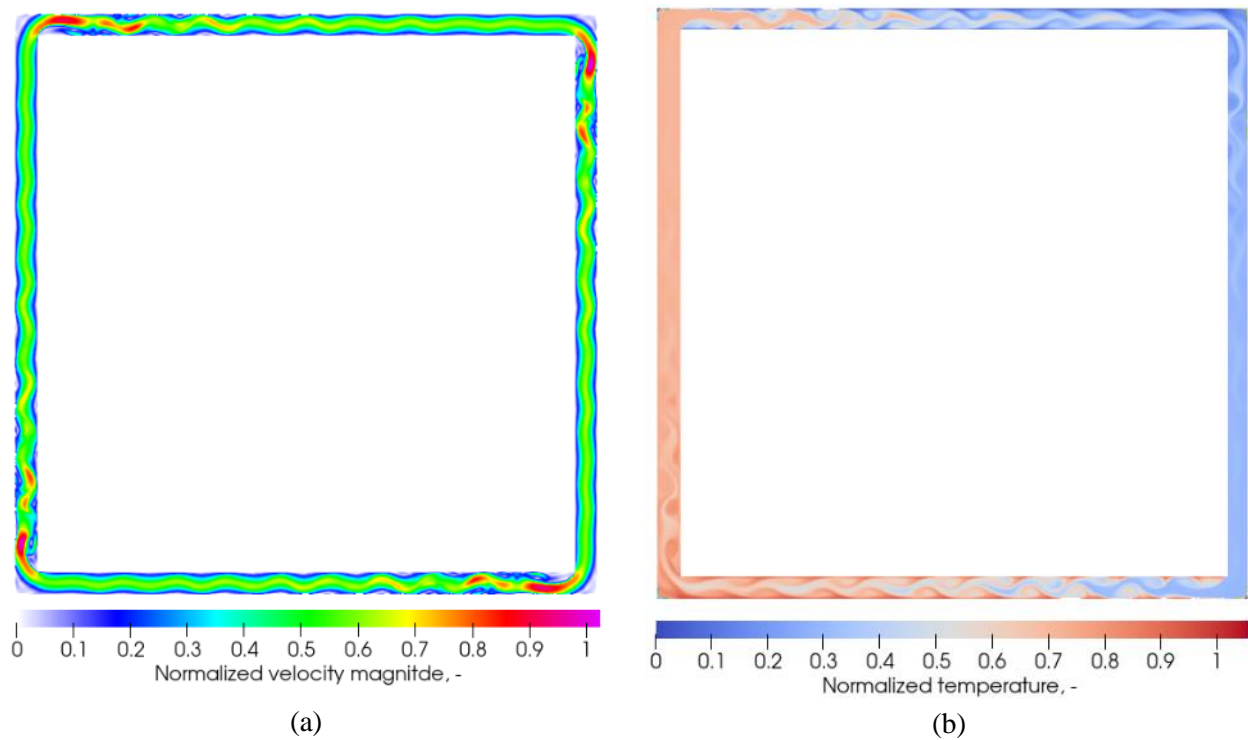 0 0.1 0.2 0.3 0.4 0.5 0.6 0.7 0.8 0.9 1
Normalized velocity magnitde, -
(a)
0 0.1 0.2 0.3 0.4 0.5 0.6 0.7 0.8 0.9 1
Normalized temperature, -
(b)